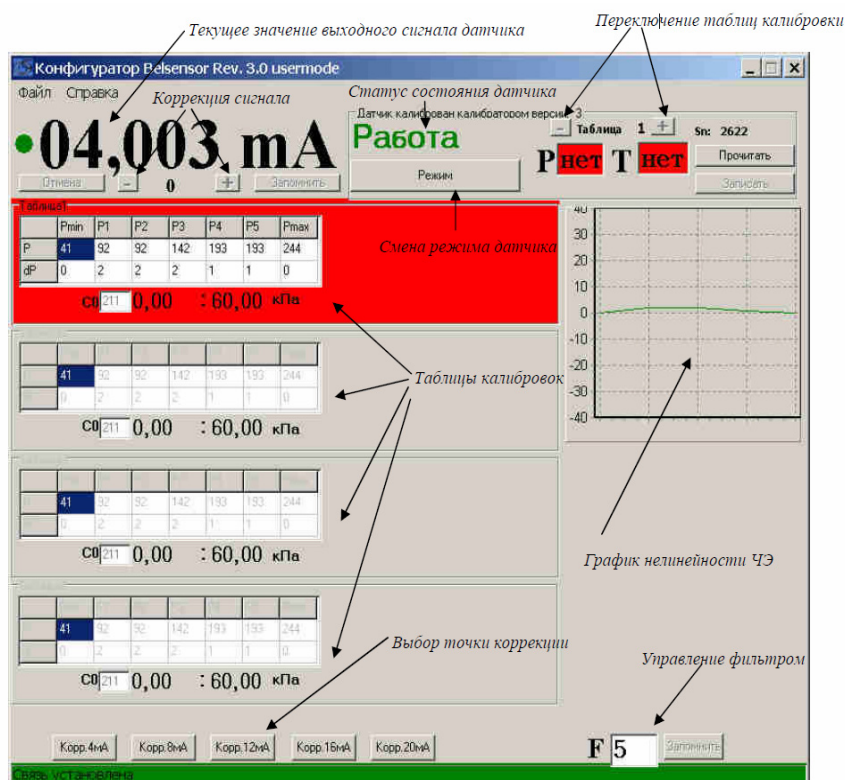 Переключение таблиц калибровки
Текущее значение выходного сигнала датчика
Конфигуратор Belsensor Rev. 3.0 usermode
Файл Справка
Коррекция сигнала
Статус состояния датчика
Датчик калиброван калибратором версии 3
04,003 mA
Работа
- Таблица 1 +
Sn: 2622
P нет T нет
Прочитать
Отмена - 0 + Запомнить
Режим
Записать
Таблица1
Pmin P1 P2 P3 P4 P5 Pmax
P 41 92 92 142 193 193 244
dP 0 2 2 2 1 1 0
C0 211 0,00 : 60,00 кПа
Смена режима датчика
40
30
20
10
0
-10
-20
-30
-40
41 92 92 142 193 193 244
0 2 2 2 1 1 0
C0 211 0,00 : 60,00 кПа
Таблицы калибровок
41 92 92 142 193 193 244
0 2 2 2 1 1 0
C0 211 0,00 : 60,00 кПа
График нелинейности ЧЭ
41 92 92 142 193 193 244
0 2 2 2 1 1 0
C0 211 0,00 : 60,00 кПа
Выбор точки коррекции
Управление фильтром
Корр.4мА Корр.8мА Корр.12мА Корр.16мА Корр.20мА
F 5 Запомнить
Связь установлена